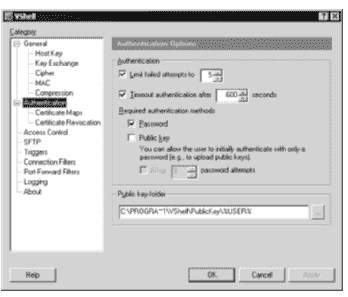 VShell
Category:
General
Host Key
Key Exchange
Cipher
MAC
Compression
Authentication
Certificate Maps
Certificate Revocation
Access Control
SFTP
Triggers
Connection Filters
Port-Forward Filters
Logging
About
Authentication Options
Authentication
Limit failed attempts to 5
Timeout authentication after 600 seconds
Required authentication methods
Password
Public key
You can allow the user to initially authenticate with only a
password (e.g., to upload public keys).
Allow password attempts
Public key folder
C:\PROGRA~1\VShell\PublicKey\%USER%
...
Help
OK
Cancel
Apply